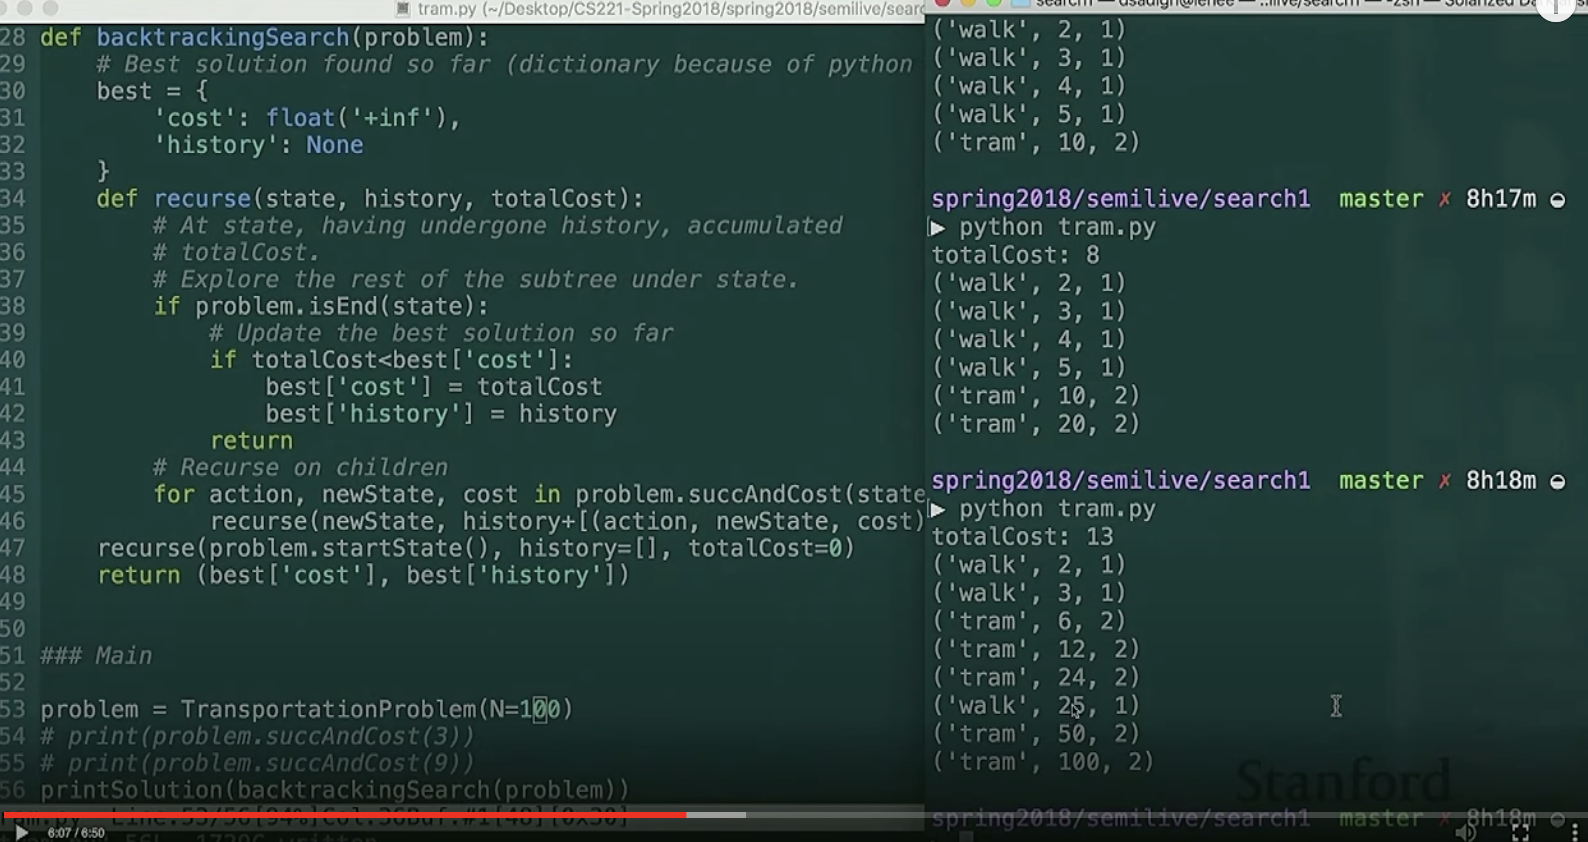 tram.py (~/Desktop/CS221-Spring2018/spring2018/semilive/sear
28 def backtrackingSearch(problem):
29 # Best solution found so far (dictionary because of python
30 best = {
31 'cost': float('+inf'),
32 'history': None
33 }
34 def recurse(state, history, totalCost):
35 # At state, having undergone history, accumulated
36 # totalCost.
37 # Explore the rest of the subtree under state.
38 if problem.isEnd(state):
39 # Update the best solution so far
40 if totalCost<best['cost']:
41 best['cost'] = totalCost
42 best['history'] = history
43 return
44 # Recurse on children
45 for action, newState, cost in problem.succAndCost(state
46 recurse(newState, history+[(action, newState, cost)
47 recurse(problem.startState(), history=[], totalCost=0)
48 return (best['cost'], best['history'])
49
50
51 ### Main
52
53 problem = TransportationProblem(N=100)
54 # print(problem.succAndCost(3))
55 # print(problem.succAndCost(9))
56 printSolution(backtrackingSearch(problem))
6:07 / 6:50
('walk', 2, 1)
('walk', 3, 1)
('walk', 4, 1)
('walk', 5, 1)
('tram', 10, 2)
spring2018/semilive/search1 master ✗ 8h17m
▶ python tram.py
totalCost: 8
('walk', 2, 1)
('walk', 3, 1)
('walk', 4, 1)
('walk', 5, 1)
('tram', 10, 2)
('tram', 20, 2)
spring2018/semilive/search1 master ✗ 8h18m
▶ python tram.py
totalCost: 13
('walk', 2, 1)
('walk', 3, 1)
('tram', 6, 2)
('tram', 12, 2)
('tram', 24, 2)
('walk', 25, 1)
('tram', 50, 2)
('tram', 100, 2)
Stanford
spring2018/semilive/search1 master ✗ 8h18m